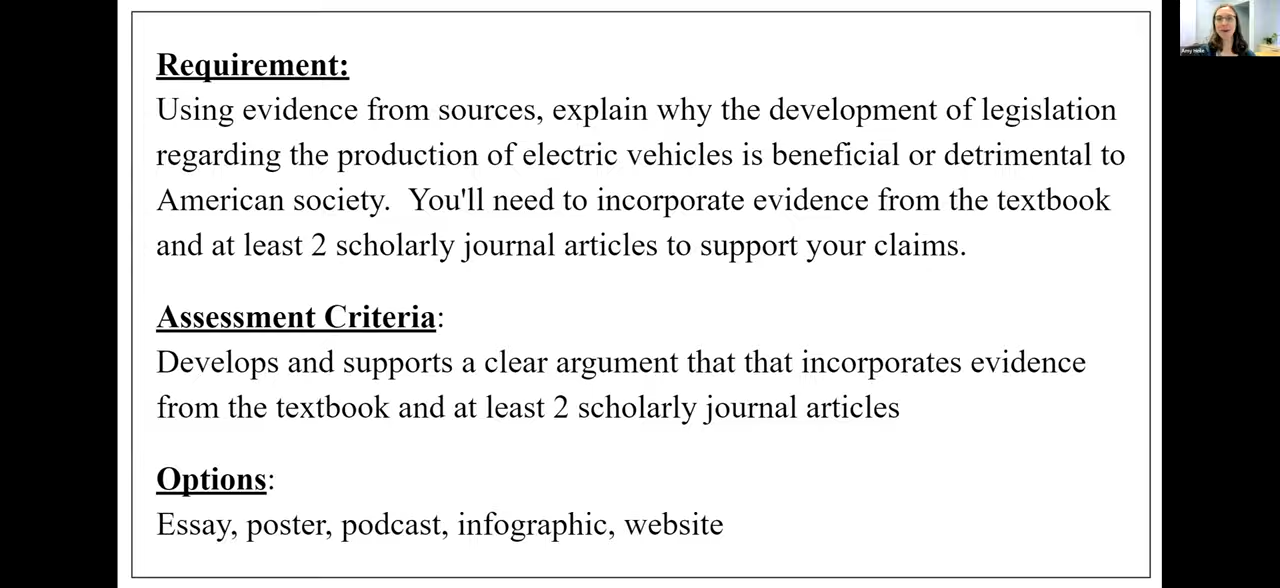 Requirement:
Using evidence from sources, explain why the development of legislation
regarding the production of electric vehicles is beneficial or detrimental to
American society.  You'll need to incorporate evidence from the textbook
and at least 2 scholarly journal articles to support your claims.
Assessment Criteria:
Develops and supports a clear argument that that incorporates evidence
from the textbook and at least 2 scholarly journal articles
Options:
Essay, poster, podcast, infographic, website
Amy